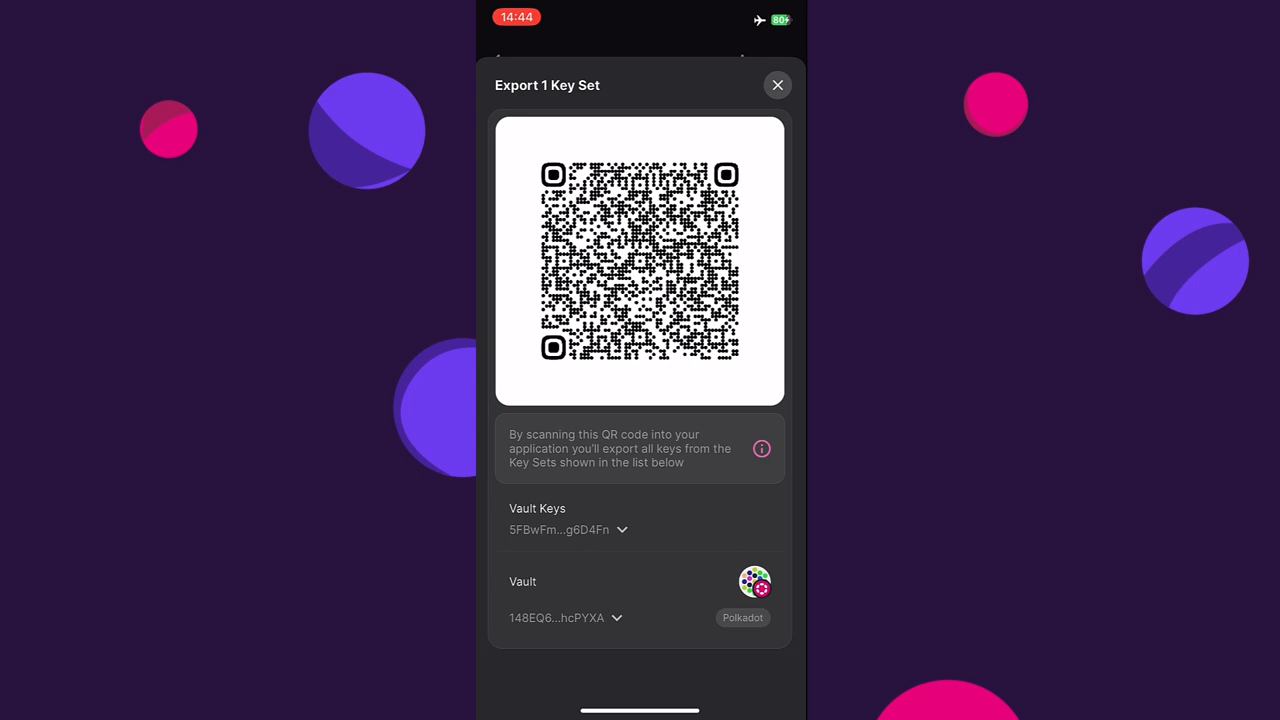 14:44
80
Export 1 Key Set
By scanning this QR code into your
application you'll export all keys from the
Key Sets shown in the list below
Vault Keys
5FBwFm...g6D4Fn
Vault
148EQ6...hcPYXA
Polkadot